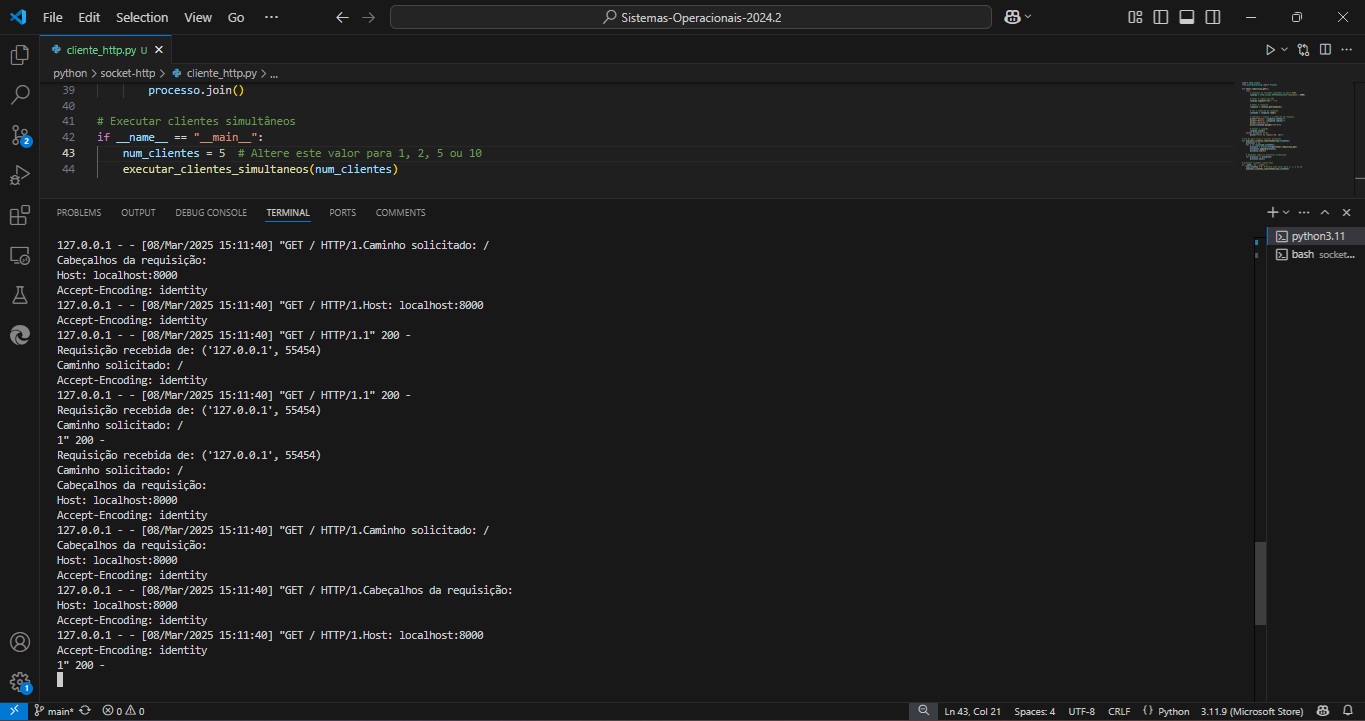 File Edit Selection View Go ···
Sistemas-Operacionais-2024.2
cliente_http.py U
python > socket-http > cliente_http.py > ...
39 processo.join()
40
41 # Executar clientes simultâneos
42 if __name__ == "__main__":
43 num_clientes = 5 # Altere este valor para 1, 2, 5 ou 10
44 executar_clientes_simultaneos(num_clientes)
PROBLEMS OUTPUT DEBUG CONSOLE TERMINAL PORTS COMMENTS
python3.11
bash socket...
127.0.0.1 - - [08/Mar/2025 15:11:40] "GET / HTTP/1.Caminho solicitado: /
Cabeçalhos da requisição:
Host: localhost:8000
Accept-Encoding: identity
127.0.0.1 - - [08/Mar/2025 15:11:40] "GET / HTTP/1.Host: localhost:8000
Accept-Encoding: identity
127.0.0.1 - - [08/Mar/2025 15:11:40] "GET / HTTP/1.1" 200 -
Requisição recebida de: ('127.0.0.1', 55454)
Caminho solicitado: /
Accept-Encoding: identity
127.0.0.1 - - [08/Mar/2025 15:11:40] "GET / HTTP/1.1" 200 -
Requisição recebida de: ('127.0.0.1', 55454)
Caminho solicitado: /
1" 200 -
Requisição recebida de: ('127.0.0.1', 55454)
Caminho solicitado: /
Cabeçalhos da requisição:
Host: localhost:8000
Accept-Encoding: identity
127.0.0.1 - - [08/Mar/2025 15:11:40] "GET / HTTP/1.Caminho solicitado: /
Cabeçalhos da requisição:
Host: localhost:8000
Accept-Encoding: identity
127.0.0.1 - - [08/Mar/2025 15:11:40] "GET / HTTP/1.Cabeçalhos da requisição:
Host: localhost:8000
Accept-Encoding: identity
127.0.0.1 - - [08/Mar/2025 15:11:40] "GET / HTTP/1.Host: localhost:8000
Accept-Encoding: identity
1" 200 -
2
1
main* 0 0 Ln 43, Col 21 Spaces: 4 UTF-8 CRLF Python 3.11.9 (Microsoft Store)